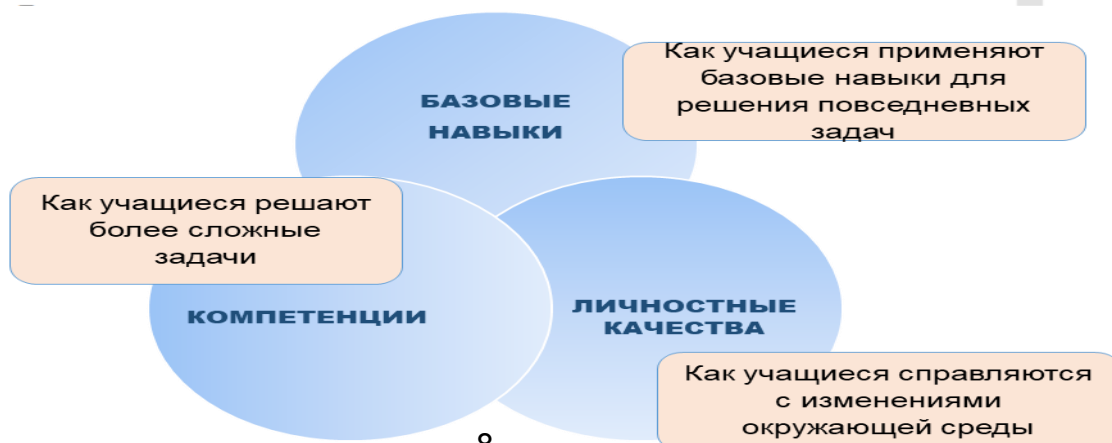 БАЗОВЫЕ
НАВЫКИ
Как учащиеся применяют
базовые навыки для
решения повседневных
задач
Как учащиеся решают
более сложные
задачи
КОМПЕТЕНЦИИ
ЛИЧНОСТНЫЕ
КАЧЕСТВА
Как учащиеся справляются
с изменениями
окружающей среды